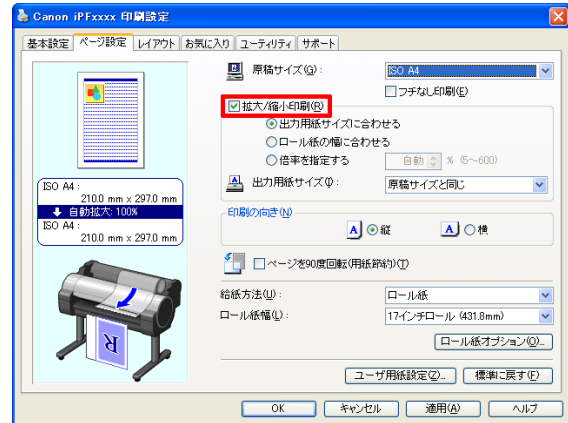 Canon iPFxxxx 印刷設定
基本設定 ページ設定 レイアウト お気に入り ユーティリティ サポート
原稿サイズ(G): ISO A4
フチなし印刷(E)
拡大/縮小印刷(R)
出力用紙サイズに合わせる
ロール紙の幅に合わせる
倍率を指定する 自動 % (5~600)
出力用紙サイズ(I): 原稿サイズと同じ
ISO A4 :
210.0 mm x 297.0 mm
自動拡大: 100%
ISO A4 :
210.0 mm x 297.0 mm
印刷の向き(N)
A 縦 A 横
ページを90度回転(用紙節約)(T)
給紙方法(U): ロール紙
ロール紙幅(L): 17インチロール (431.8mm)
ロール紙オプション(O)...
ユーザ用紙設定(Z)... 標準に戻す(F)
OK キャンセル 適用(A) ヘルプ